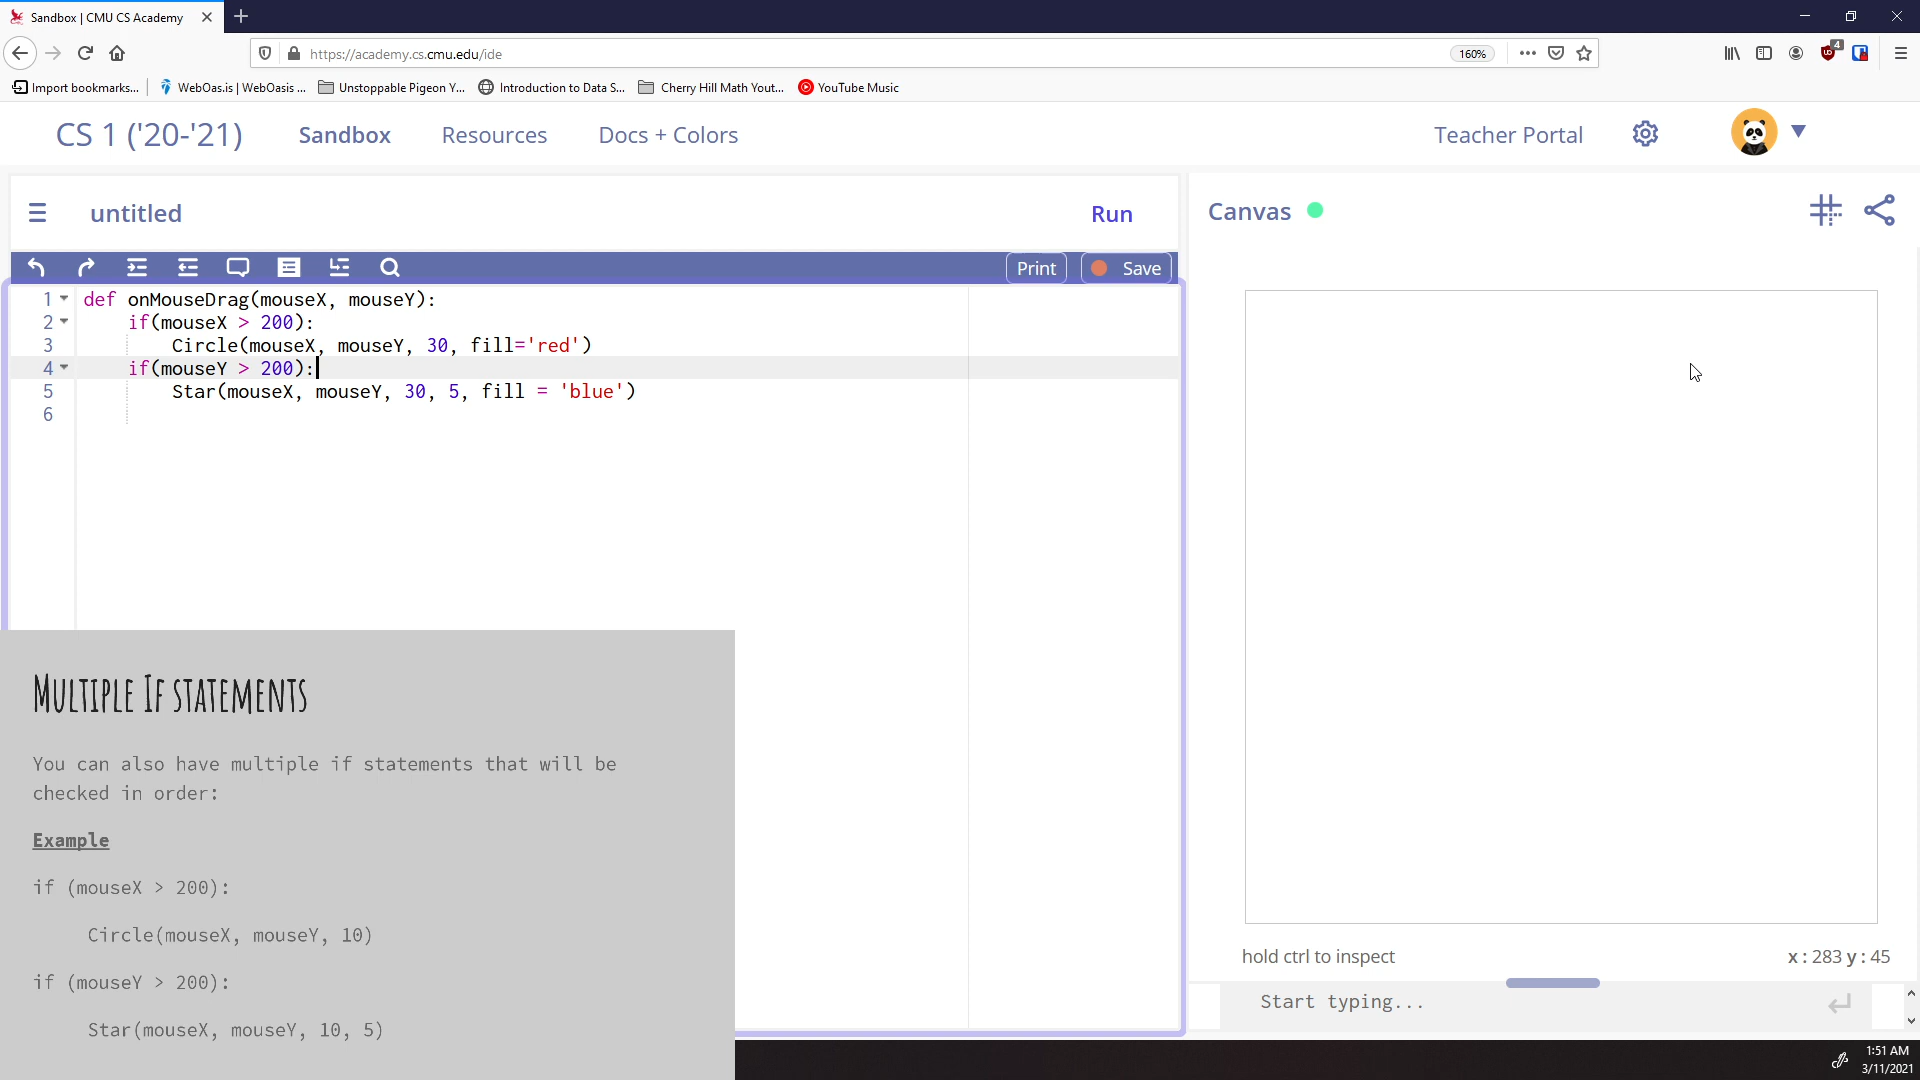 Sandbox | CMU CS Academy
https://academy.cs.cmu.edu/ide
160%
4
Import bookmarks...
WebOas.is | WebOasis ...
Unstoppable Pigeon Y...
Introduction to Data S...
Cherry Hill Math Yout...
YouTube Music
CS 1 ('20-'21)
Sandbox
Resources
Docs + Colors
Teacher Portal
untitled
Run
Canvas
Print
Save
1 def onMouseDrag(mouseX, mouseY):
2 if(mouseX > 200):
3 Circle(mouseX, mouseY, 30, fill='red')
4 if(mouseY > 200):
5 Star(mouseX, mouseY, 30, 5, fill = 'blue')
6
MULTIPLE IF STATEMENTS
You can also have multiple if statements that will be
checked in order:
Example
if (mouseX > 200):
Circle(mouseX, mouseY, 10)
if (mouseY > 200):
Star(mouseX, mouseY, 10, 5)
hold ctrl to inspect
x: 283 y: 45
Start typing...
1:51 AM
3/11/2021